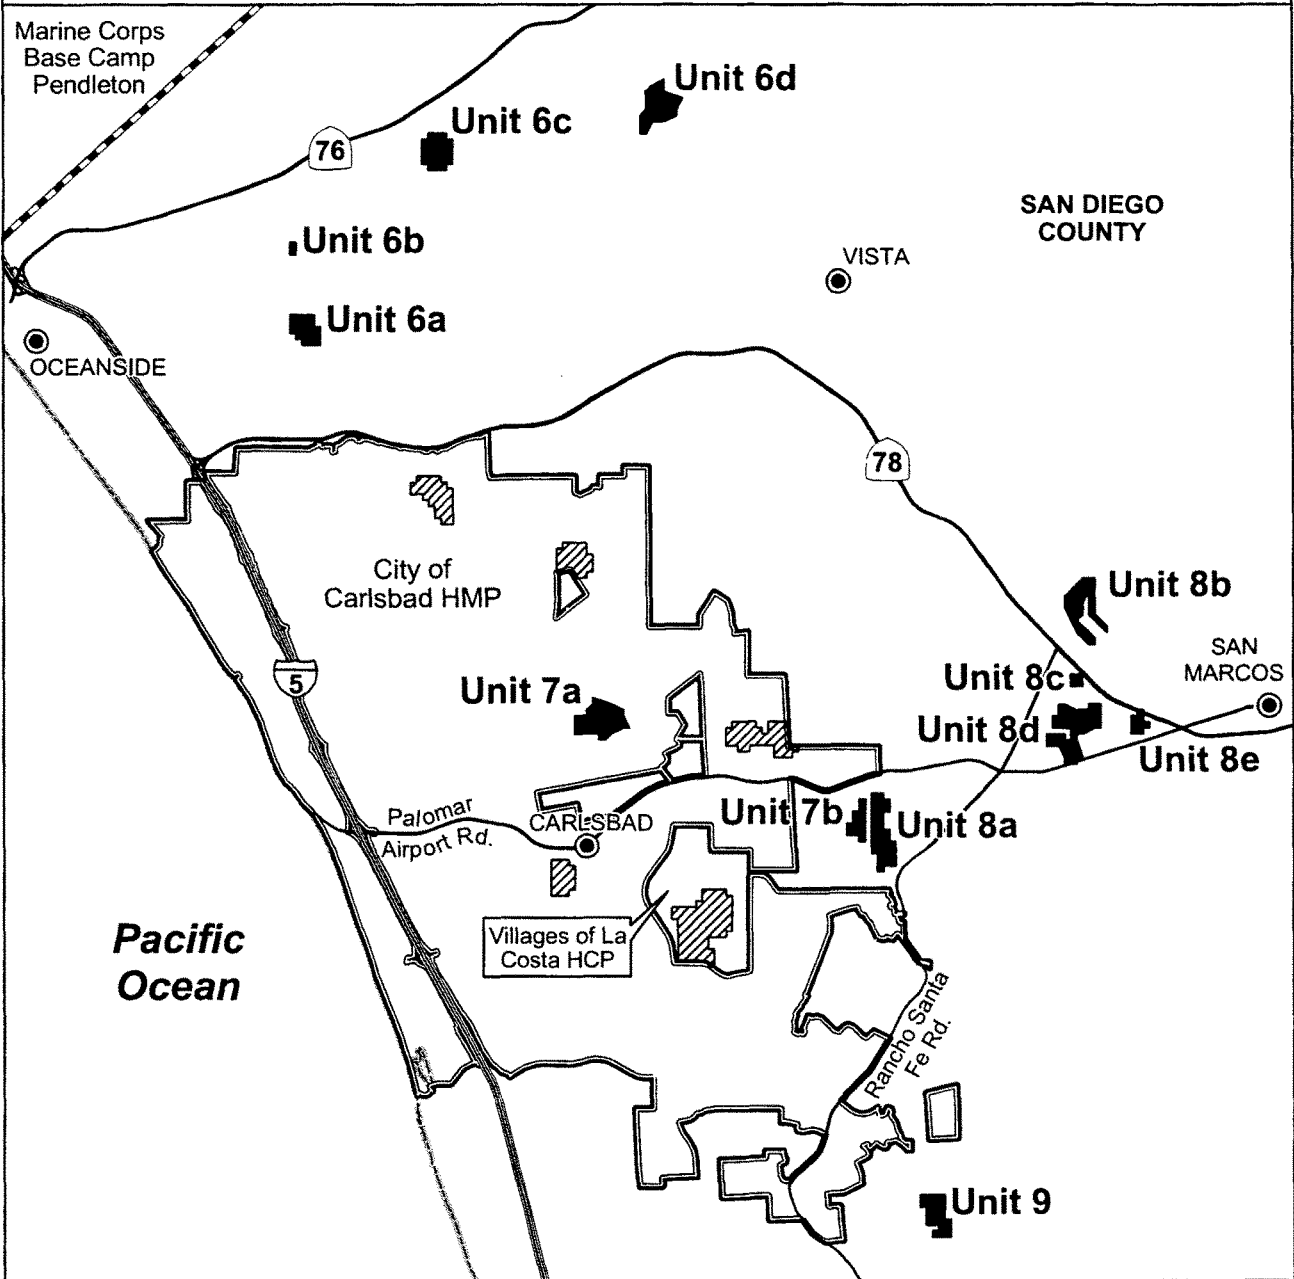 Marine Corps
Base Camp
Pendleton
Unit 6d
Unit 6c
76
SAN DIEGO
COUNTY
Unit 6b
VISTA
Unit 6a
OCEANSIDE
78
City of
Carlsbad HMP
Unit 8b
SAN
MARCOS
5
Unit 7a
Unit 8c
Unit 8d
Unit 8e
Palomar
Airport Rd.
CARLSBAD
Unit 7b
Unit 8a
Villages of La
Costa HCP
Pacific
Ocean
Rancho Santa
Fe Rd.
Unit 9